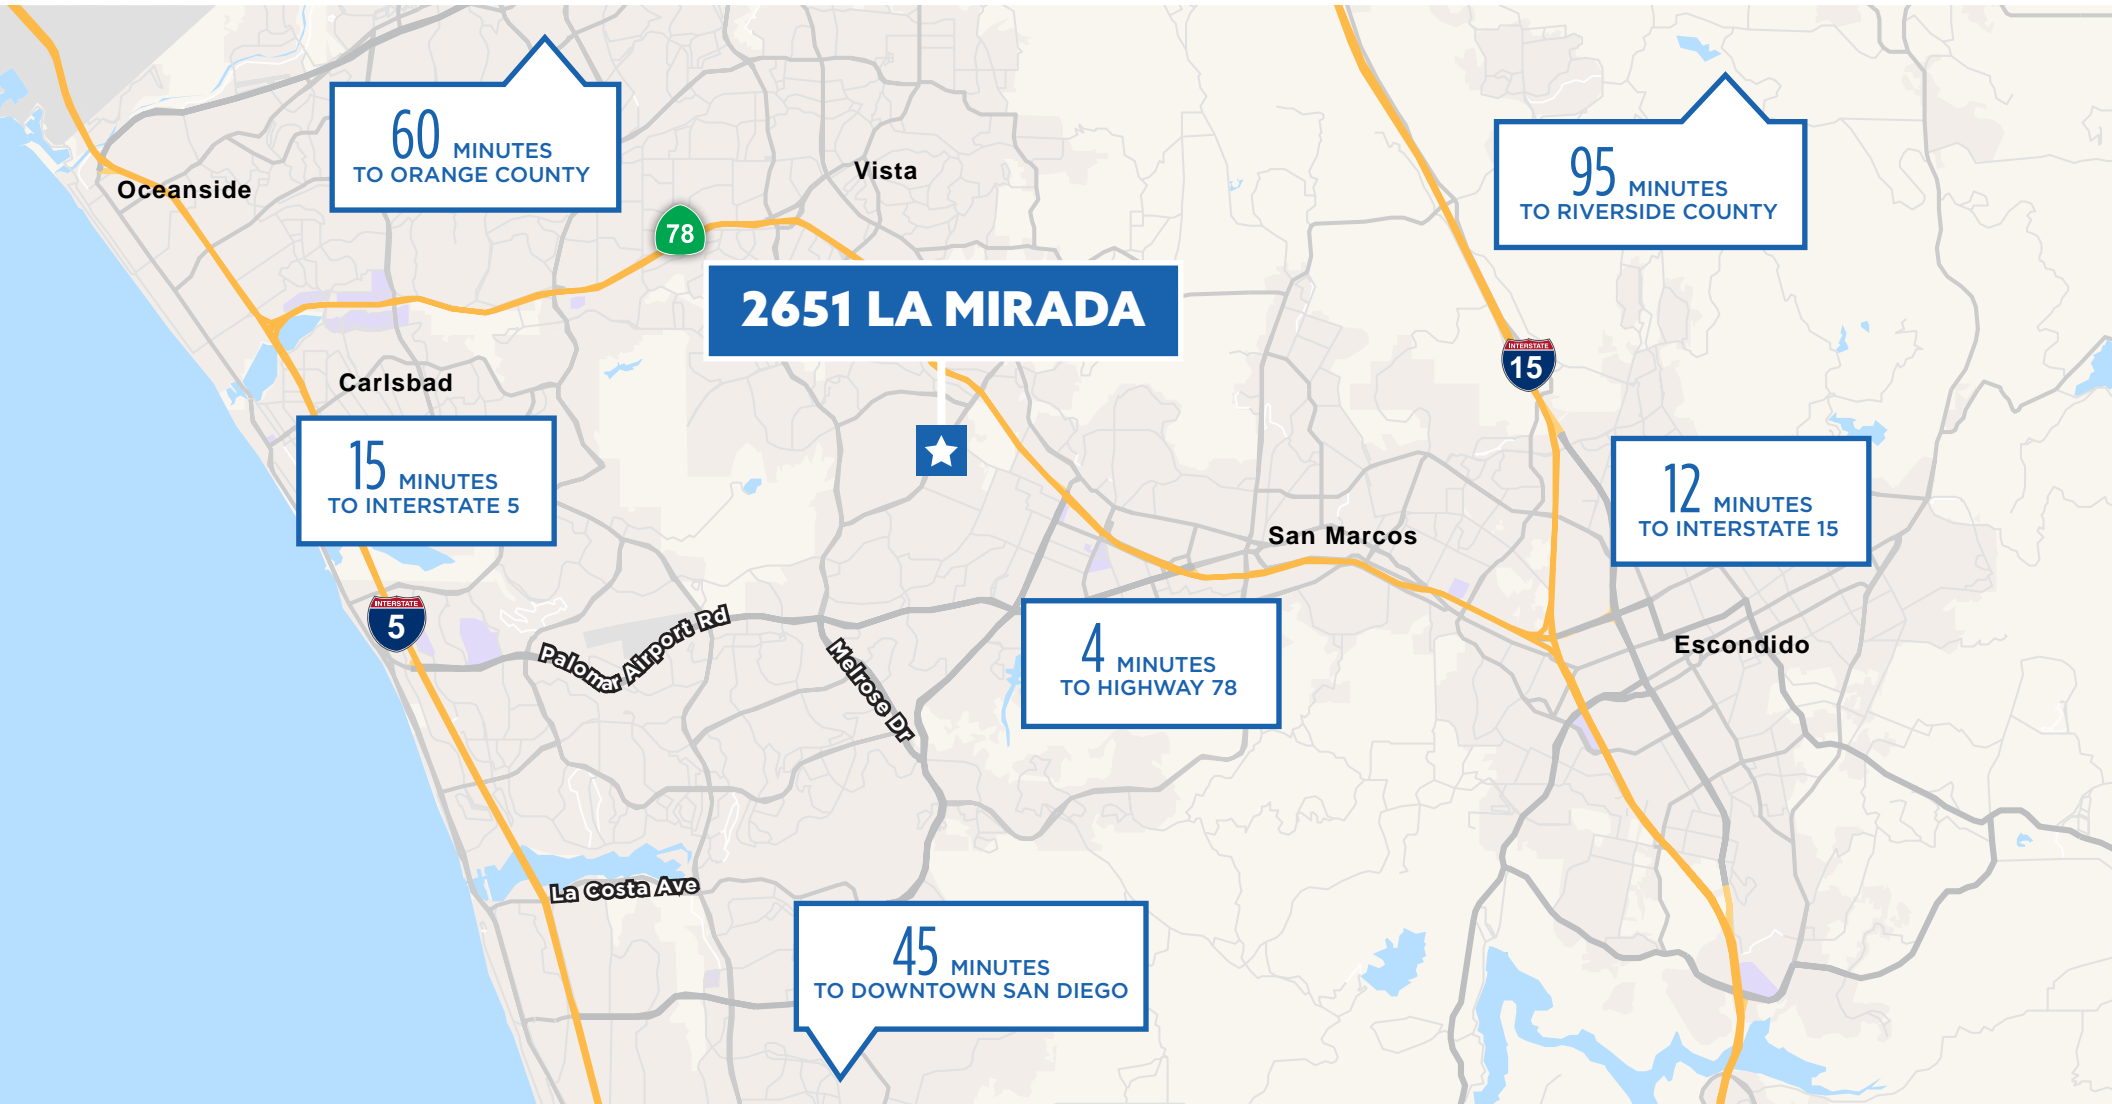 60 MINUTES
TO ORANGE COUNTY
Vista
95 MINUTES
TO RIVERSIDE COUNTY
Oceanside
78
2651 LA MIRADA
INTERSTATE
15
Carlsbad
15 MINUTES
TO INTERSTATE 5
12 MINUTES
TO INTERSTATE 15
San Marcos
INTERSTATE
5
Palomar Airport Rd
Melrose Dr
4 MINUTES
TO HIGHWAY 78
Escondido
La Costa Ave
45 MINUTES
TO DOWNTOWN SAN DIEGO